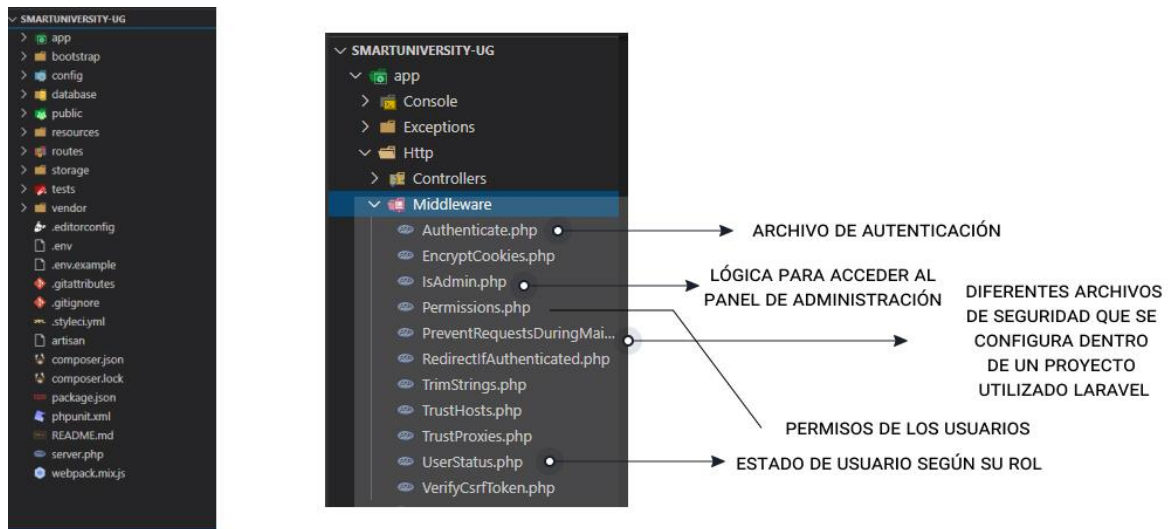 SMARTUNIVERSITY-UG
app
bootstrap
config
database
public
resources
routes
storage
tests
vendor
.editorconfig
.env
.env.example
.gitattributes
.gitignore
.styleci.yml
artisan
composer.json
composer.lock
package.json
phpunit.xml
README.md
server.php
webpack.mix.js
SMARTUNIVERSITY-UG
app
Console
Exceptions
Http
Controllers
Middleware
Authenticate.php
EncryptCookies.php
IsAdmin.php
Permissions.php
PreventRequestsDuringMai...
RedirectIfAuthenticated.php
TrimStrings.php
TrustHosts.php
TrustProxies.php
UserStatus.php
VerifyCsrfToken.php
ARCHIVO DE AUTENTICACIÓN
LÓGICA PARA ACCEDER AL
PANEL DE ADMINISTRACIÓN
DIFERENTES ARCHIVOS
DE SEGURIDAD QUE SE
CONFIGURA DENTRO
DE UN PROYECTO
UTILIZADO LARAVEL
PERMISOS DE LOS USUARIOS
ESTADO DE USUARIO SEGÚN SU ROL